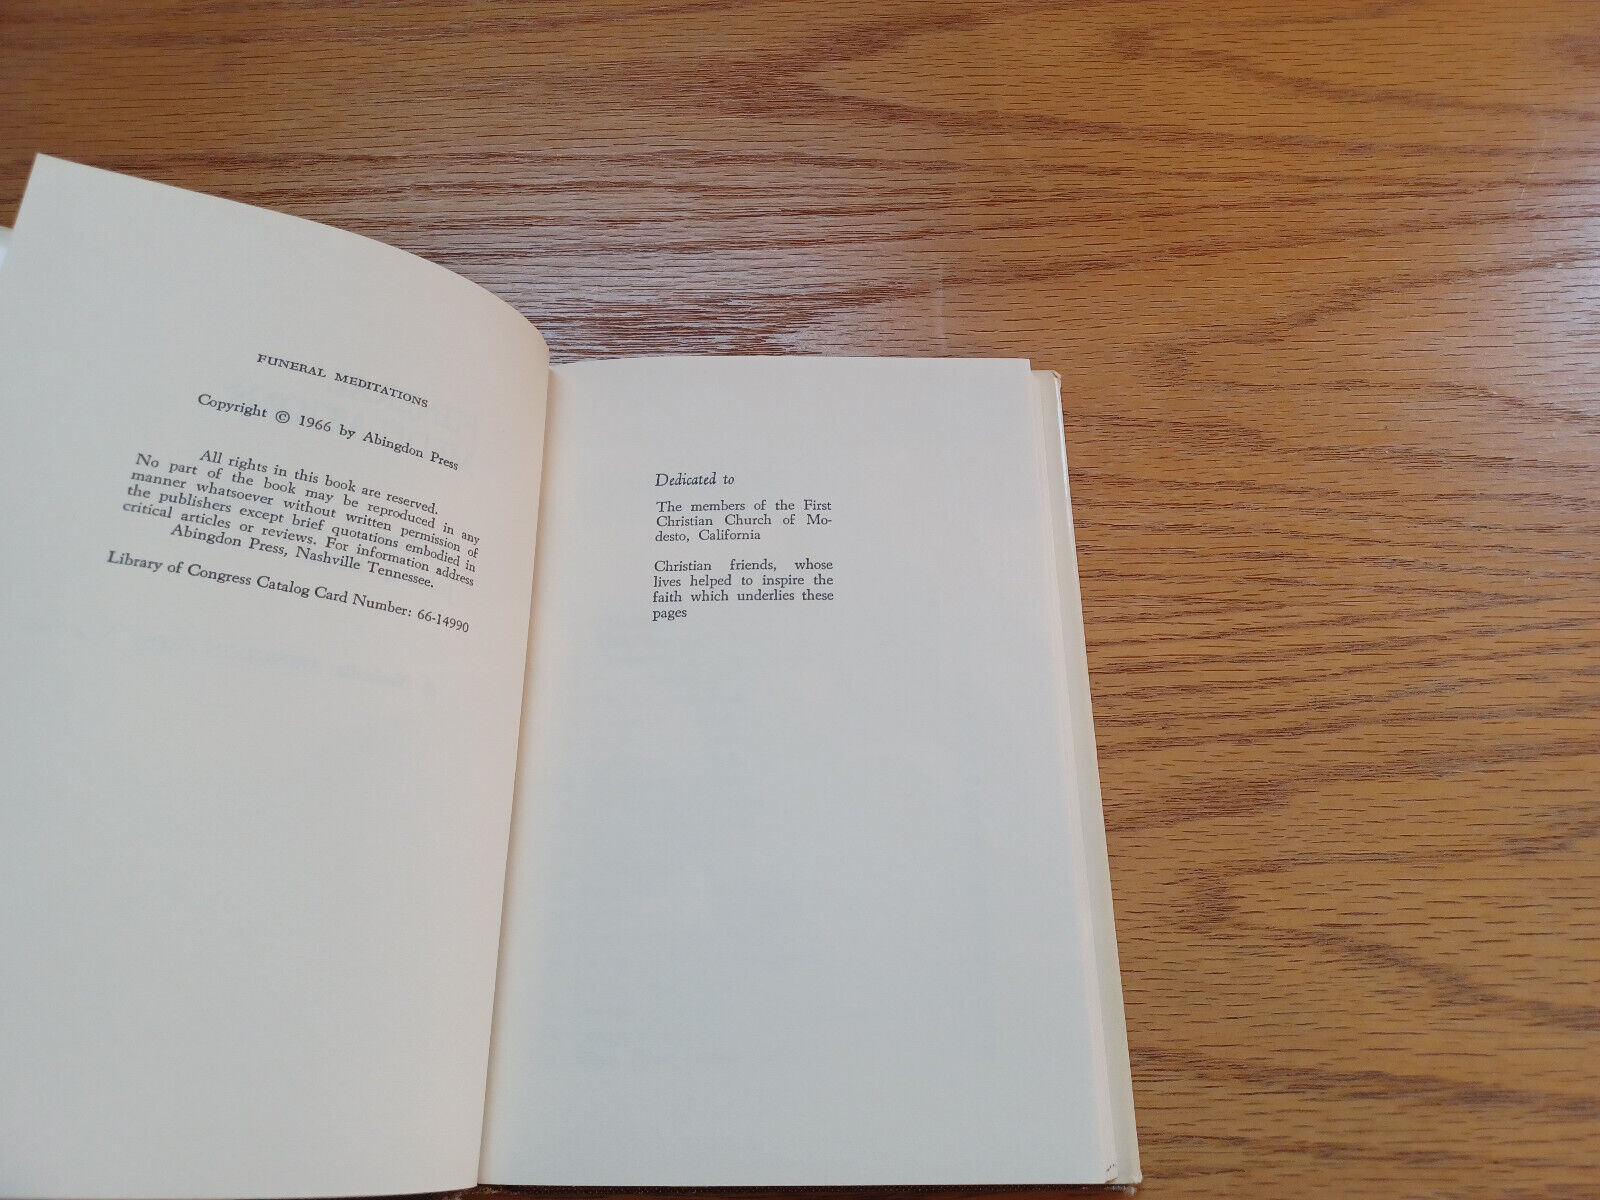 FUNERAL MEDITATIONS
Copyright © 1966 by Abingdon Press
All rights in this book are reserved.
No part of the book may be reproduced in any
manner whatsoever without written permission of
the publishers except brief quotations embodied in
critical articles or reviews. For information address
Abingdon Press, Nashville Tennessee.
Library of Congress Catalog Card Number: 66-14990
Dedicated to
The members of the First
Christian Church of Mo-
desto, California
Christian friends, whose
lives helped to inspire the
faith which underlies these
pages